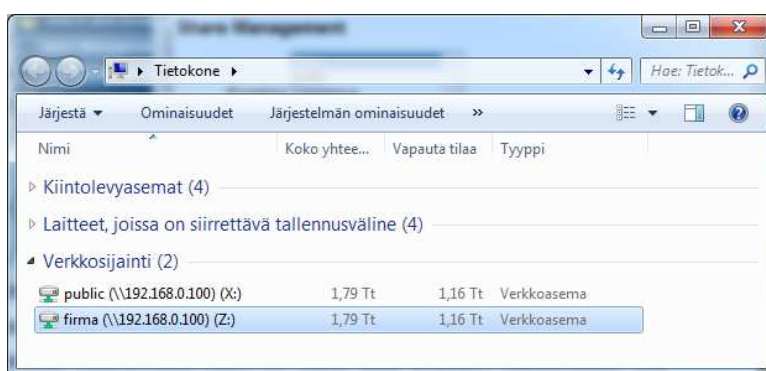 Share Management
Tietokone
Hae: Tietok...
Järjestä Ominaisuudet Järjestelmän ominaisuudet »
Nimi Koko yhtee... Vapauta tilaa Tyyppi
Kiintolevyasemat (4)
Laitteet, joissa on siirrettävä tallennusväline (4)
Verkkosijainti (2)
public (\\192.168.0.100) (X:) 1,79 Tt 1,16 Tt Verkkoasema
firma (\\192.168.0.100) (Z:) 1,79 Tt 1,16 Tt Verkkoasema